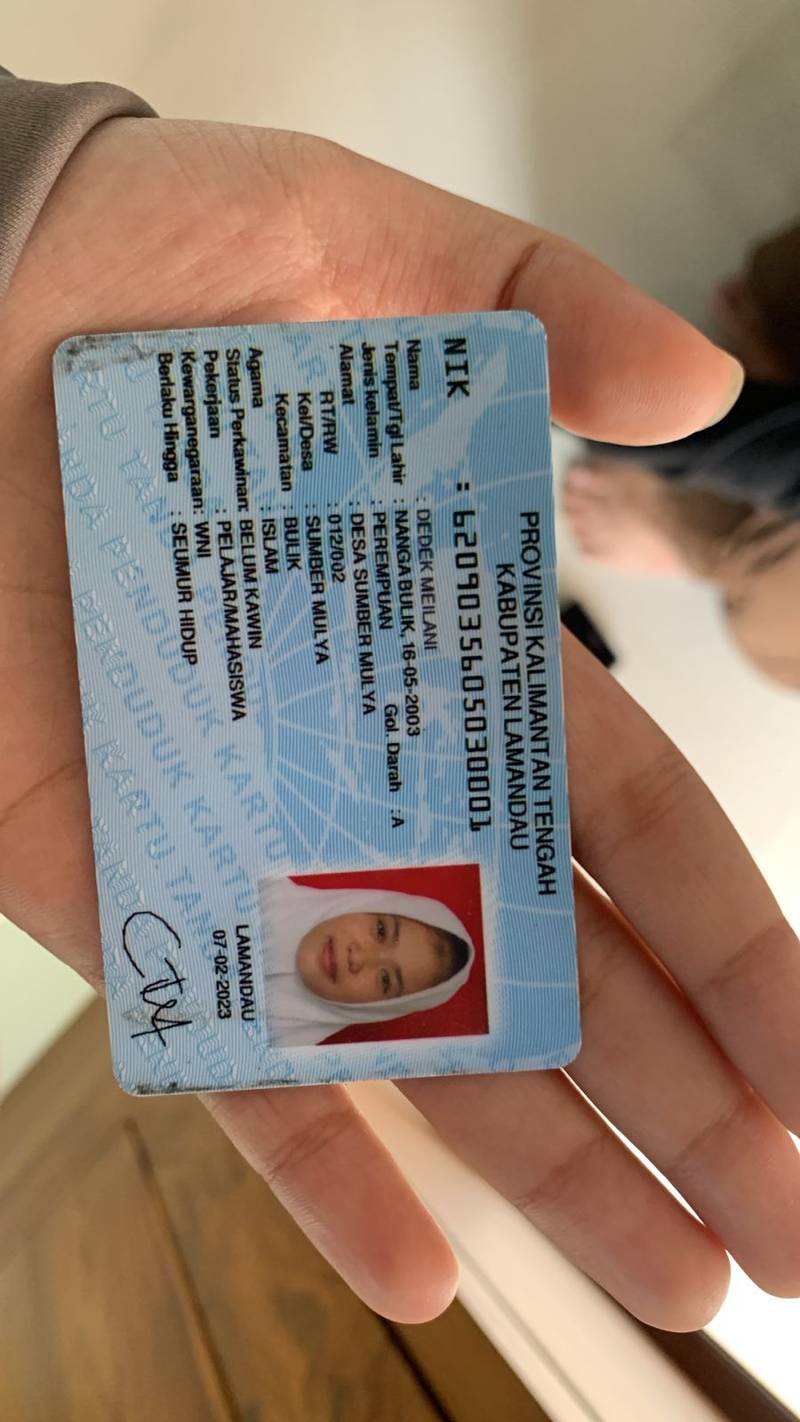 PROVINSI KALIMANTAN TENGAH
KABUPATEN LAMANDAU
NIK : 6209035605030001
Nama : DEDEK MEILANI
Tempat/Tgl Lahir : NANGA BULIK, 16-05-2003
Jenis kelamin : PEREMPUAN Gol. Darah : A
Alamat : DESA SUMBER MULYA
RT/RW : 012/002
Kel/Desa : SUMBER MULYA
Kecamatan : BULIK
Agama : ISLAM
Status Perkawinan: BELUM KAWIN
Pekerjaan : PELAJAR/MAHASISWA
Kewarganegaraan: WNI
Berlaku Hingga : SEUMUR HIDUP
LAMANDAU
07-02-2023